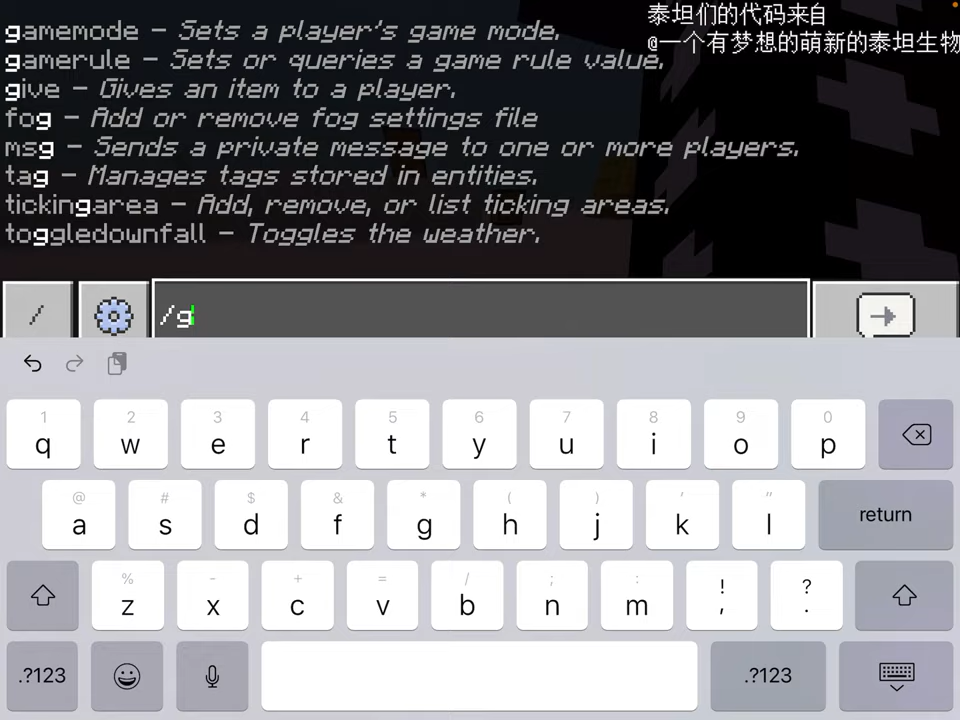 泰坦们的代码来自
@一个有梦想的萌新的泰坦生物
gamemode – Sets a player's game mode.
gamerule – Sets or queries a game rule value.
give – Gives an item to a player.
fog – Add or remove fog settings file
msg – Sends a private message to one or more players.
tag – Manages tags stored in entities.
tickingarea – Add, remove, or list ticking areas.
toggledownfall – Toggles the weather.
/
/g
1 2 3 4 5 6 7 8 9 0
q w e r t y u i o p
@ # $ & * ( ) ' "
a s d f g h j k l return
% - + = / ; : ! ?
z x c v b n m , .
.?123 .?123